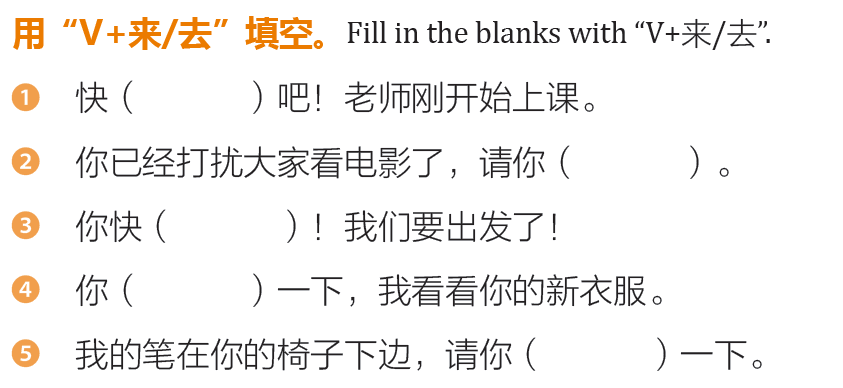 用“V+来/去”填空。Fill in the blanks with “V+来/去”.
1 快（　　　）吧！老师刚开始上课。
2 你已经打扰大家看电影了，请你（　　　）。
3 你快（　　　）！我们要出发了！
4 你（　　　）一下，我看看你的新衣服。
5 我的笔在你的椅子下边，请你（　　　）一下。